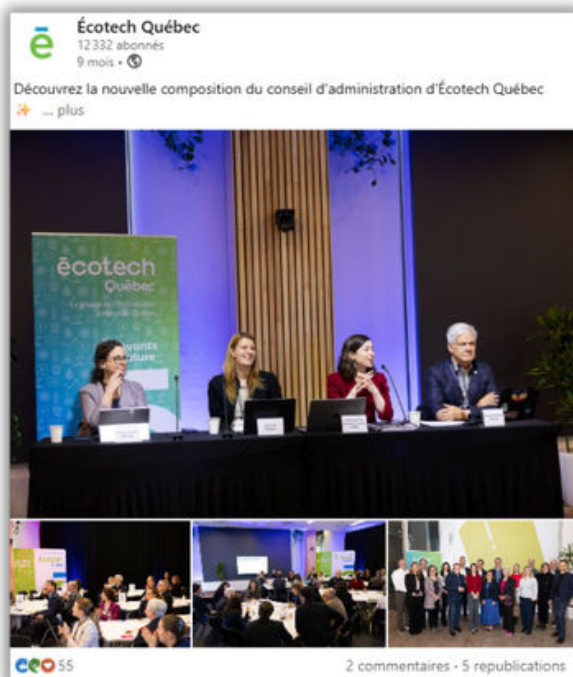 Écotech Québec
12 332 abonnés
9 mois •
Découvrez la nouvelle composition du conseil d'administration d'Écotech Québec
✨ ... plus
écotech
Québec
55
2 commentaires · 5 republications